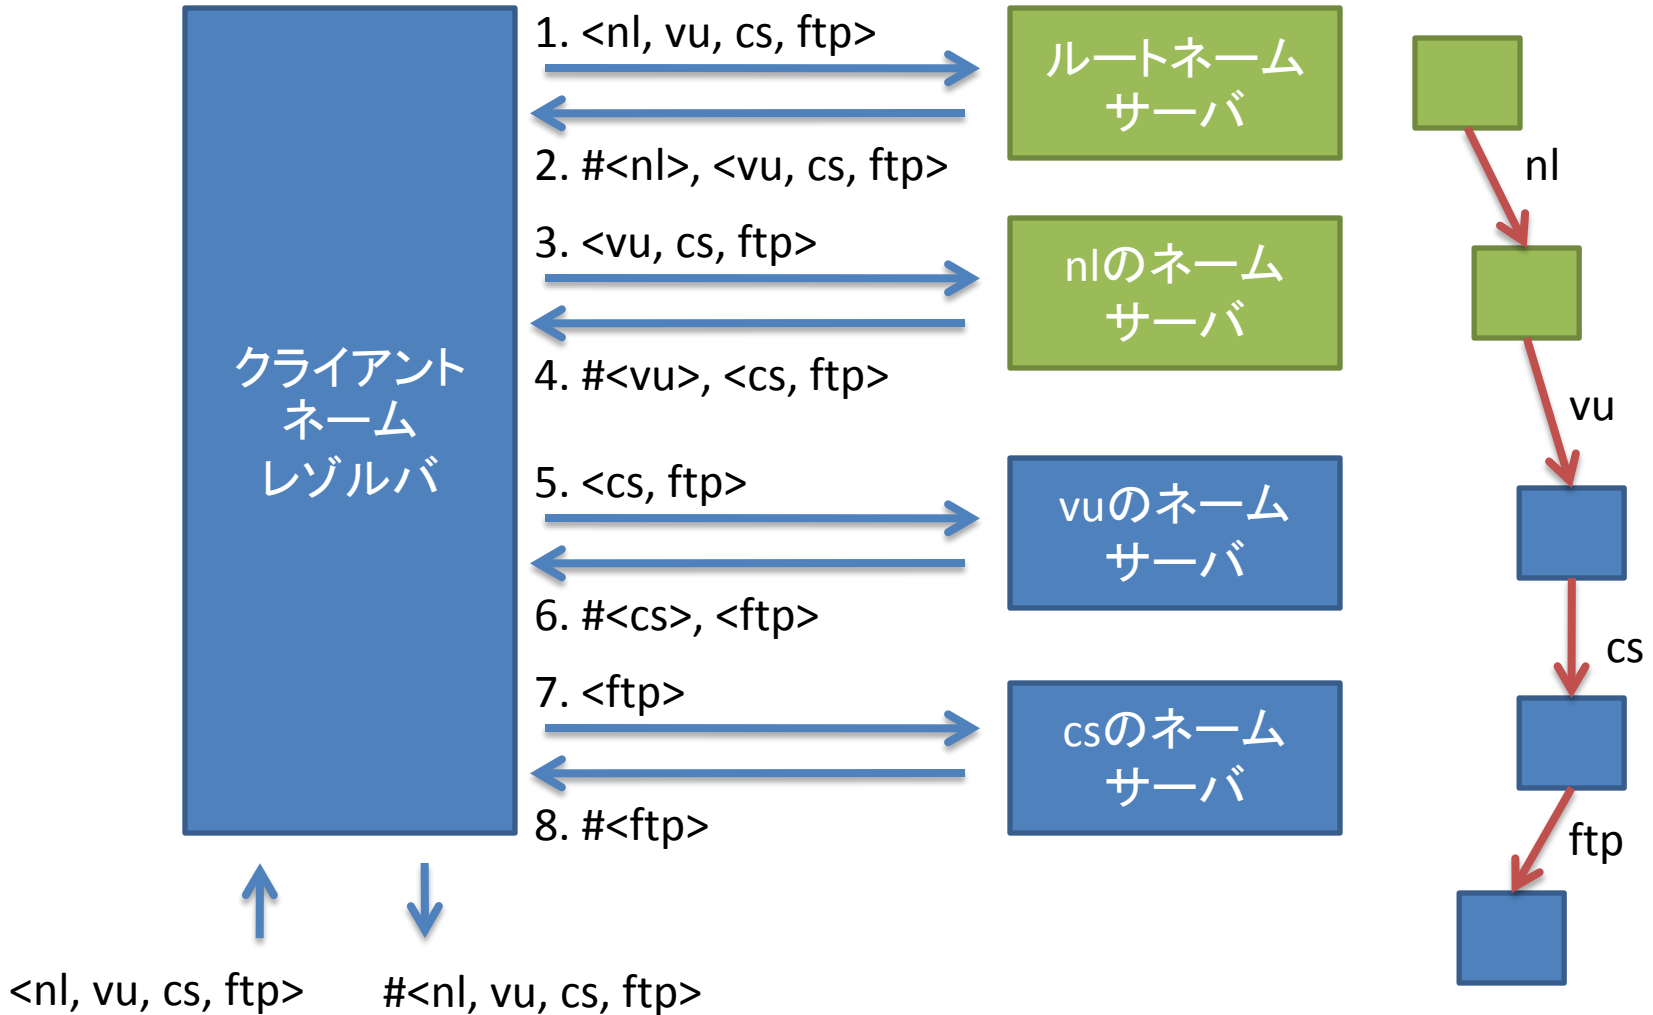 1. <nl, vu, cs, ftp>
2. #<nl>, <vu, cs, ftp>
3. <vu, cs, ftp>
4. #<vu>, <cs, ftp>
5. <cs, ftp>
6. #<cs>, <ftp>
7. <ftp>
8. #<ftp>
クライアント
ネーム
レゾルバ
<nl, vu, cs, ftp>
#<nl, vu, cs, ftp>
ルートネーム
サーバ
nlのネーム
サーバ
vuのネーム
サーバ
csのネーム
サーバ
nl
vu
cs
ftp